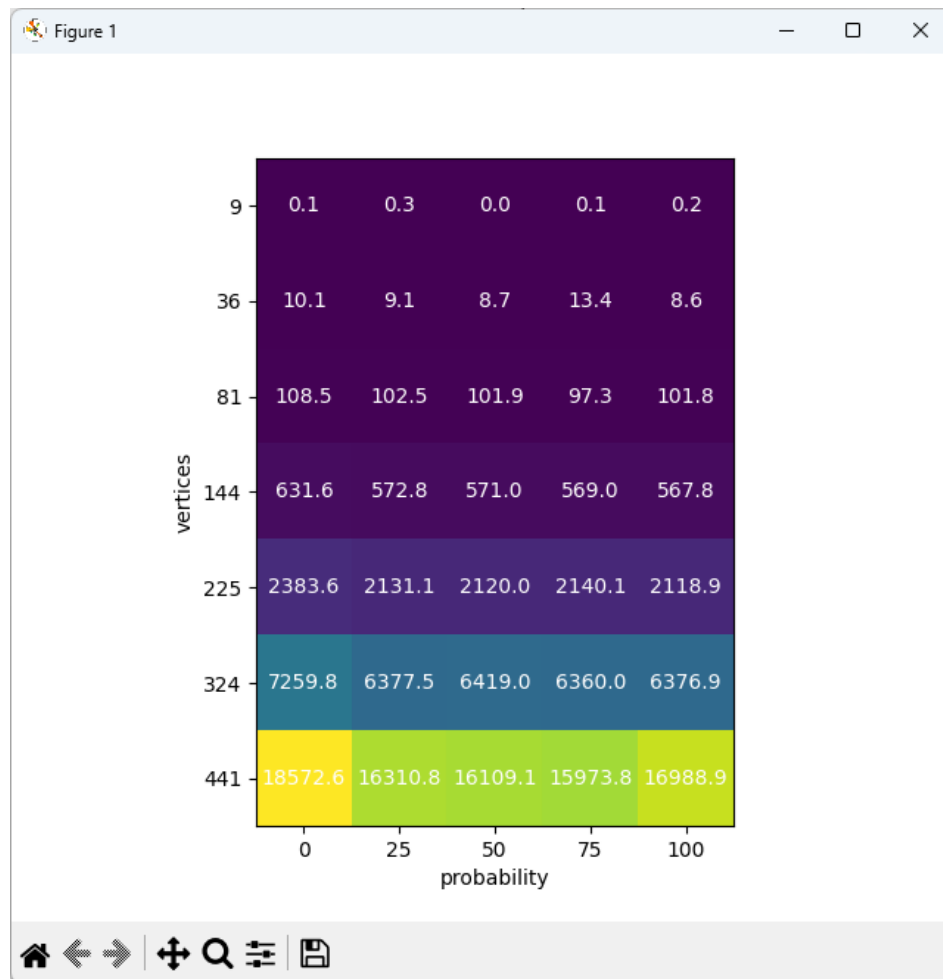 Figure 1
9 0.1 0.3 0.0 0.1 0.2
36 10.1 9.1 8.7 13.4 8.6
81 108.5 102.5 101.9 97.3 101.8
vertices
144 631.6 572.8 571.0 569.0 567.8
225 2383.6 2131.1 2120.0 2140.1 2118.9
324 7259.8 6377.5 6419.0 6360.0 6376.9
441 18572.6 16310.8 16109.1 15973.8 16988.9
0 25 50 75 100
probability